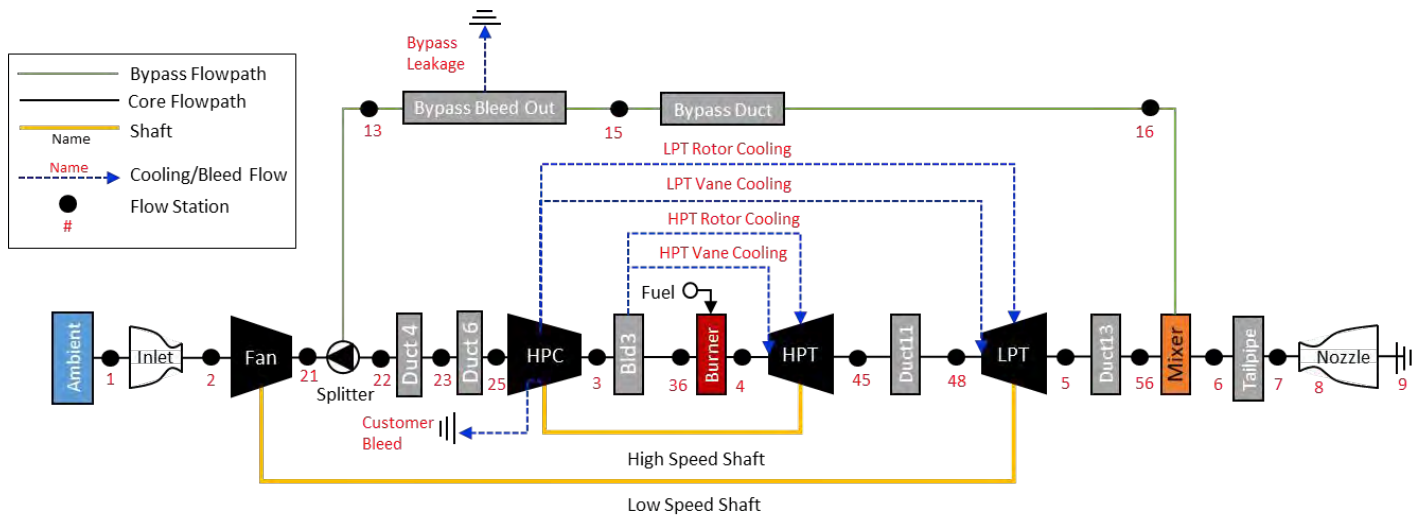 Bypass
Leakage
Bypass Flowpath
Core Flowpath
Shaft
Name
Name
Cooling/Bleed Flow
Flow Station
#
Bypass Bleed Out
Bypass Duct
13
15
16
LPT Rotor Cooling
LPT Vane Cooling
HPT Rotor Cooling
HPT Vane Cooling
Fuel
Ambient
Inlet
Fan
Splitter
Duct 4
Duct 6
HPC
Bld3
Burner
HPT
Duct11
LPT
Duct13
Mixer
Tailpipe
Nozzle
1
2
21
22
23
25
3
36
4
45
48
5
56
6
7
8
9
Customer
Bleed
High Speed Shaft
Low Speed Shaft